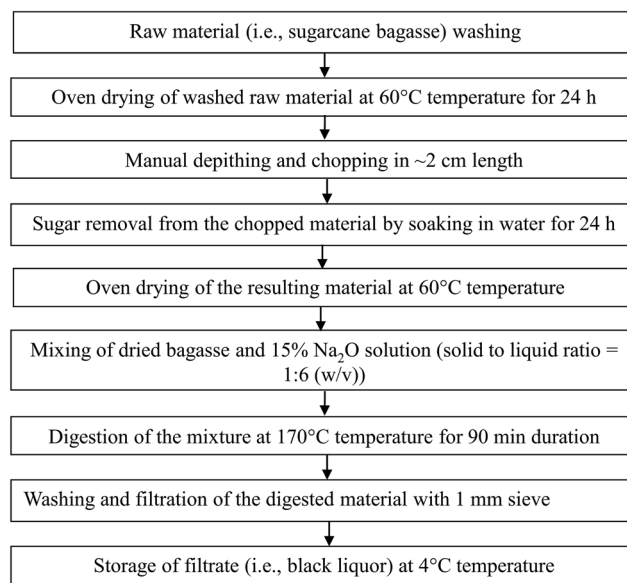 Raw material (i.e., sugarcane bagasse) washing
Oven drying of washed raw material at 60°C temperature for 24 h
Manual depithing and chopping in ~2 cm length
Sugar removal from the chopped material by soaking in water for 24 h
Oven drying of the resulting material at 60°C temperature
Mixing of dried bagasse and 15% Na₂O solution (solid to liquid ratio =
1:6 (w/v))
Digestion of the mixture at 170°C temperature for 90 min duration
Washing and filtration of the digested material with 1 mm sieve
Storage of filtrate (i.e., black liquor) at 4°C temperature